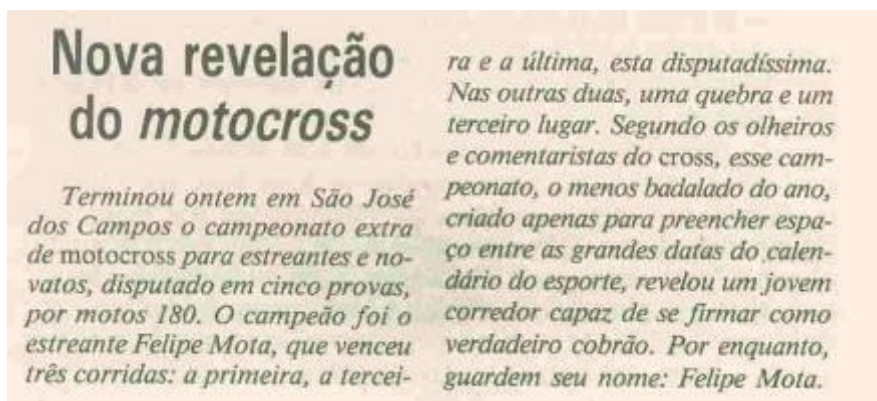 Nova revelação
do motocross
Terminou ontem em São José
dos Campos o campeonato extra
de motocross para estreantes e no-
vatos, disputado em cinco provas,
por motos 180. O campeão foi o
estreante Felipe Mota, que venceu
três corridas: a primeira, a tercei-
ra e a última, esta disputadíssima.
Nas outras duas, uma quebra e um
terceiro lugar. Segundo os olheiros
e comentaristas do cross, esse cam-
peonato, o menos badalado do ano,
criado apenas para preencher espa-
ço entre as grandes datas do calen-
dário do esporte, revelou um jovem
corredor capaz de se firmar como
verdadeiro cobrão. Por enquanto,
guardem seu nome: Felipe Mota.